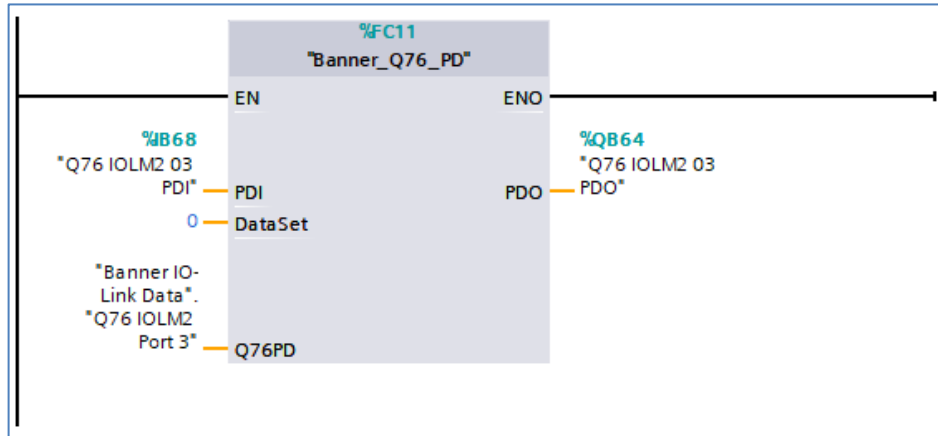 %FC11
"Banner_Q76_PD"
EN
ENO
%IB68
"Q76 IOLM2 03
PDI"
PDI
%QB64
"Q76 IOLM2 03
PDO"
PDO
0
DataSet
"Banner IO-
Link Data".
"Q76 IOLM2
Port 3"
Q76PD